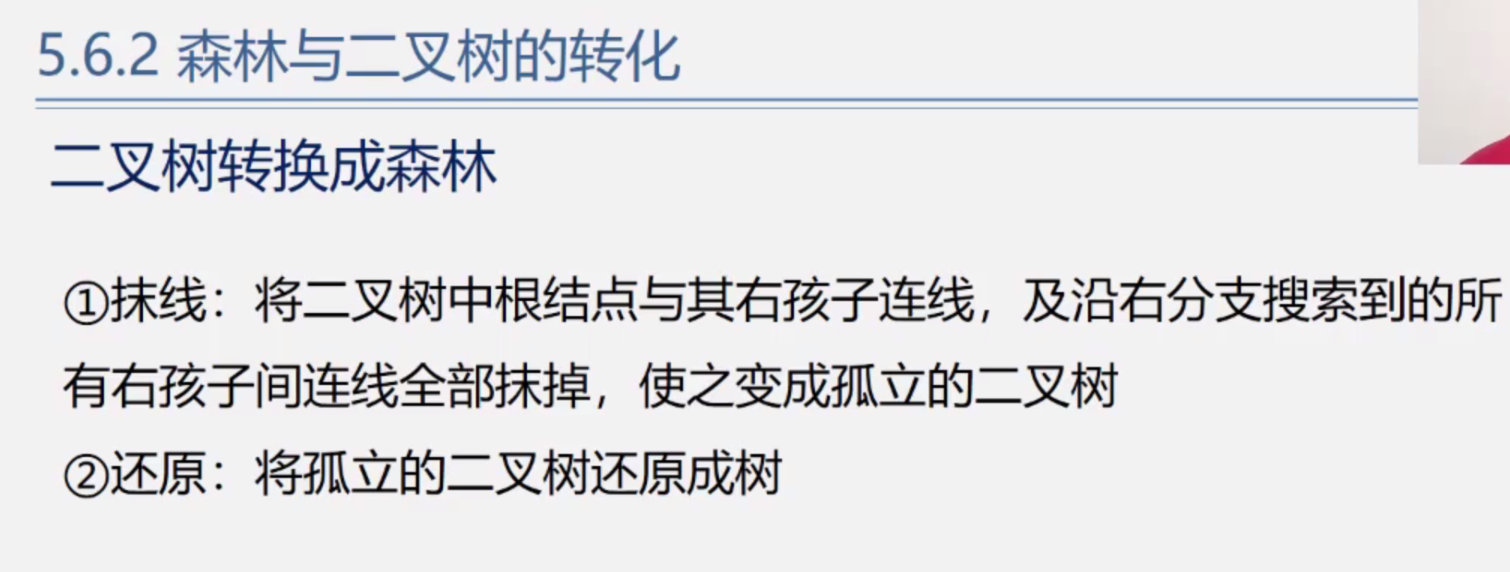 5.6.2 森林与二叉树的转化
二叉树转换成森林
①抹线：将二叉树中根结点与其右孩子连线，及沿右分支搜索到的所
有右孩子间连线全部抹掉，使之变成孤立的二叉树
②还原：将孤立的二叉树还原成树